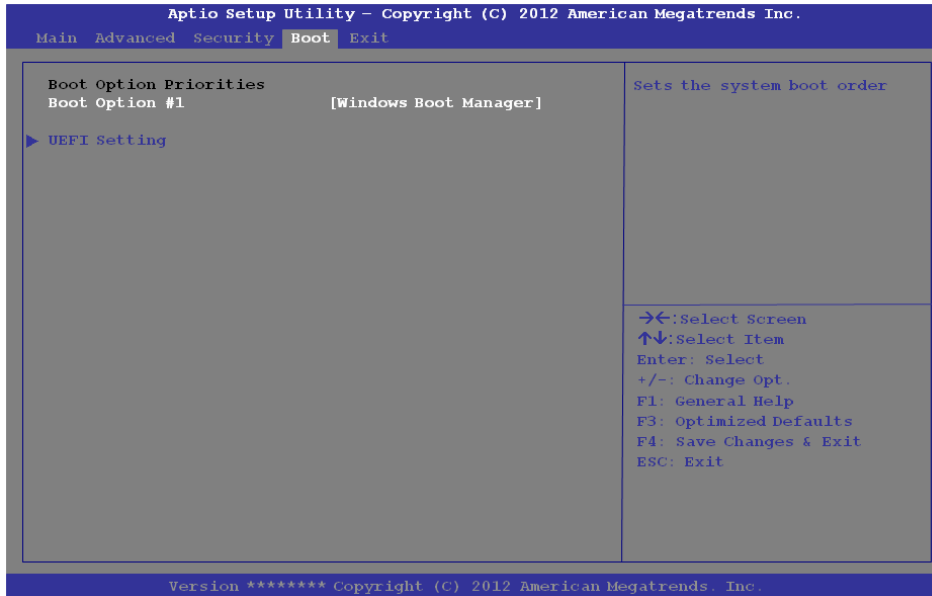 Aptio Setup Utility – Copyright (C) 2012 American Megatrends Inc.
Main Advanced Security Boot Exit
Boot Option Priorities
Boot Option #1 [Windows Boot Manager]
UEFI Setting
Sets the system boot order
→←:Select Screen
↑↓:Select Item
Enter: Select
+/-: Change Opt.
F1: General Help
F3: Optimized Defaults
F4: Save Changes & Exit
ESC: Exit
Version ******** Copyright (C) 2012 American Megatrends. Inc.